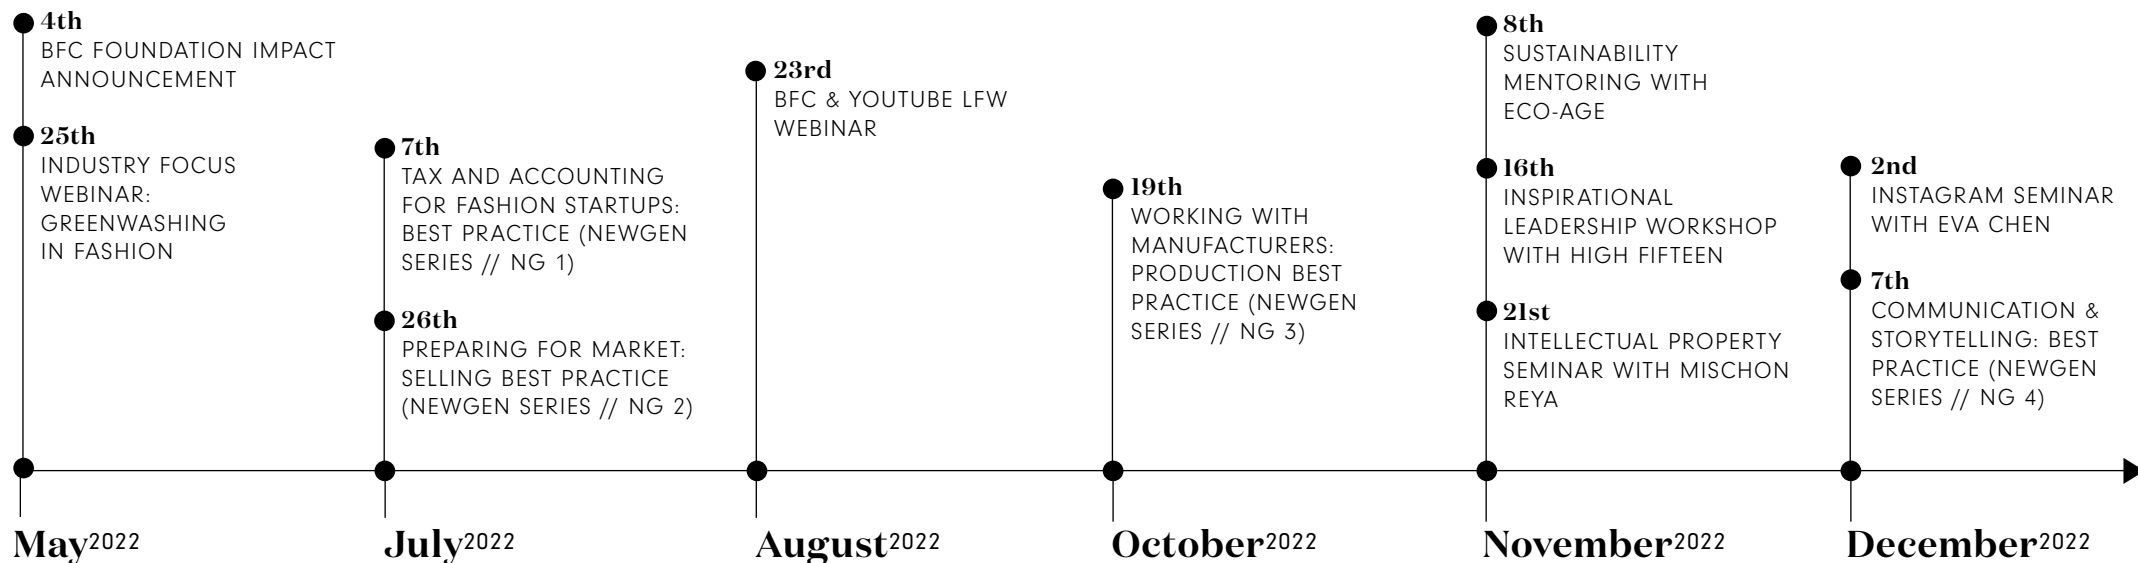 4th
BFC FOUNDATION IMPACT
ANNOUNCEMENT
25th
INDUSTRY FOCUS
WEBINAR:
GREENWASHING
IN FASHION
May2022
7th
TAX AND ACCOUNTING
FOR FASHION STARTUPS:
BEST PRACTICE (NEWGEN
SERIES // NG 1)
26th
PREPARING FOR MARKET:
SELLING BEST PRACTICE
(NEWGEN SERIES // NG 2)
July2022
23rd
BFC & YOUTUBE LFW
WEBINAR
August2022
19th
WORKING WITH
MANUFACTURERS:
PRODUCTION BEST
PRACTICE (NEWGEN
SERIES // NG 3)
October2022
8th
SUSTAINABILITY
MENTORING WITH
ECO-AGE
16th
INSPIRATIONAL
LEADERSHIP WORKSHOP
WITH HIGH FIFTEEN
21st
INTELLECTUAL PROPERTY
SEMINAR WITH MISCHON
REYA
November2022
2nd
INSTAGRAM SEMINAR
WITH EVA CHEN
7th
COMMUNICATION &
STORYTELLING: BEST
PRACTICE (NEWGEN
SERIES // NG 4)
December2022